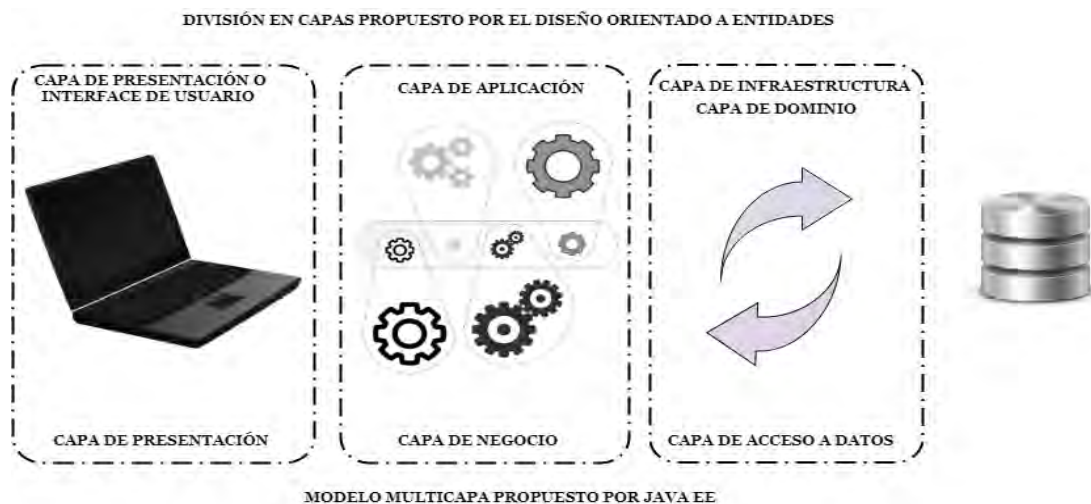 DIVISIÓN EN CAPAS PROPUESTO POR EL DISEÑO ORIENTADO A ENTIDADES
CAPA DE PRESENTACIÓN O
INTERFACE DE USUARIO
CAPA DE APLICACIÓN
CAPA DE INFRAESTRUCTURA
CAPA DE DOMINIO
CAPA DE PRESENTACIÓN
CAPA DE NEGOCIO
CAPA DE ACCESO A DATOS
MODELO MULTICAPA PROPUESTO POR JAVA EE